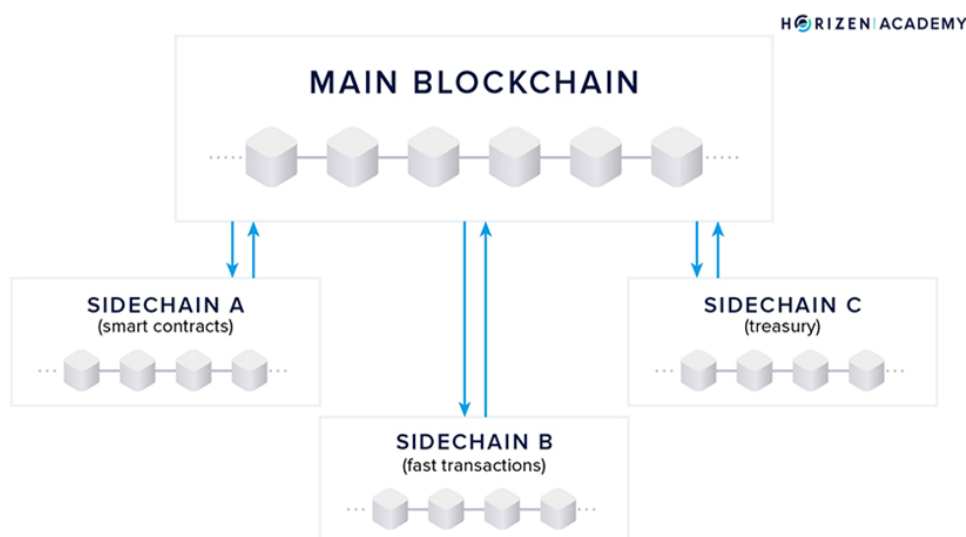 HORIZEN ACADEMY
MAIN BLOCKCHAIN
SIDECHAIN A
(smart contracts)
SIDECHAIN C
(treasury)
SIDECHAIN B
(fast transactions)